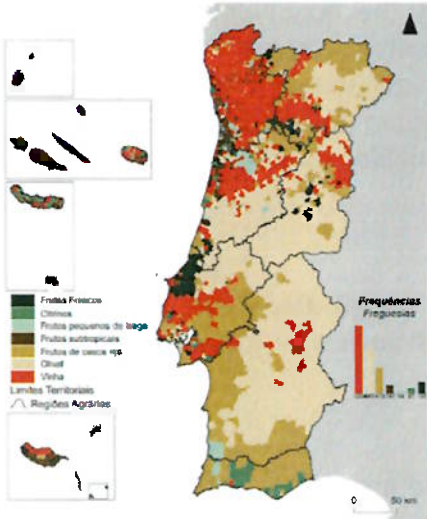 Frutos Frescos
Citrinos
Frutos pequenos de baga
Frutos subtropicais
Frutos de casca rija
Olival
Vinha
Limites Territoriais
Regiões Agrárias
Frequências
Freguesias
0 50 km